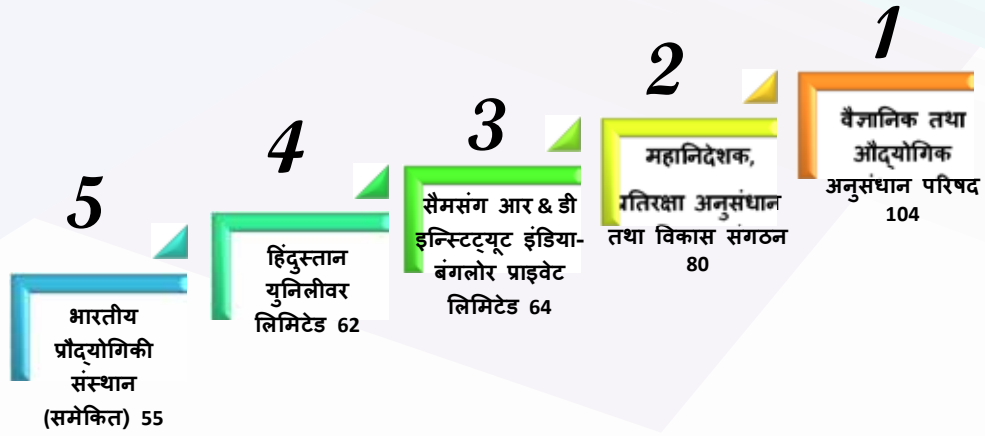 1
वैज्ञानिक तथा
औद्योगिक
अनुसंधान परिषद
104
2
महानिदेशक,
प्रतिरक्षा अनुसंधान
तथा विकास संगठन
80
3
सैमसंग आर & डी
इन्स्टिट्यूट इंडिया-
बंगलोर प्राइवेट
लिमिटेड 64
4
हिंदुस्तान
युनिलीवर
लिमिटेड 62
5
भारतीय
प्रौद्योगिकी
संस्थान
(समेकित) 55